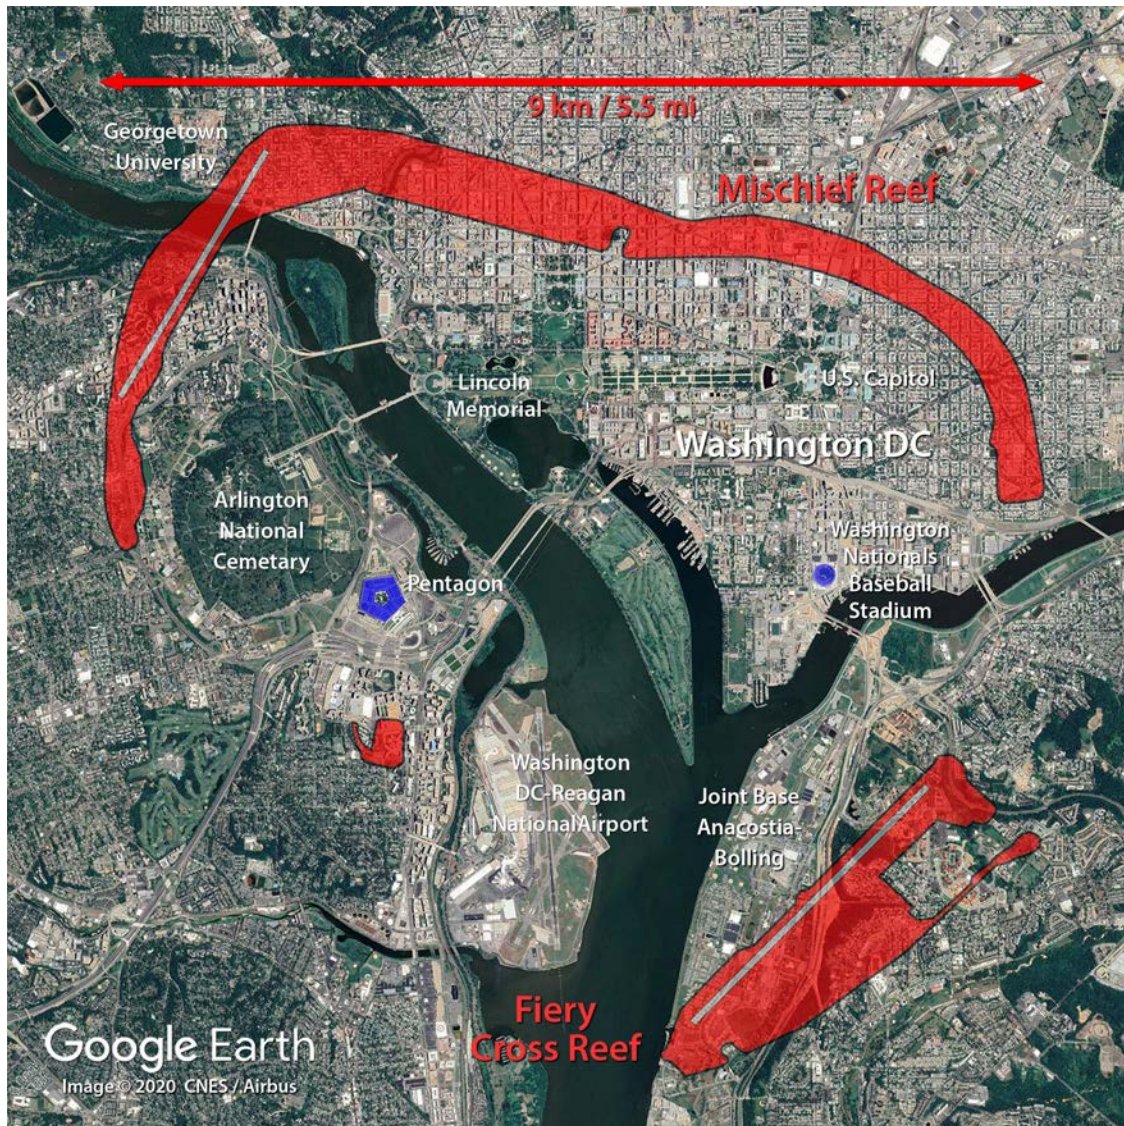 9 km / 5.5 mi
Georgetown
University
Mischief Reef
Lincoln
Memorial
U.S. Capitol
Washington DC
Arlington
National
Cemetary
Pentagon
Washington
Nationals
Baseball
Stadium
Washington
DC-Reagan
NationalAirport
Joint Base
Anacostia-
Bolling
Fiery
Cross Reef
Google Earth
Image © 2020 CNES / Airbus